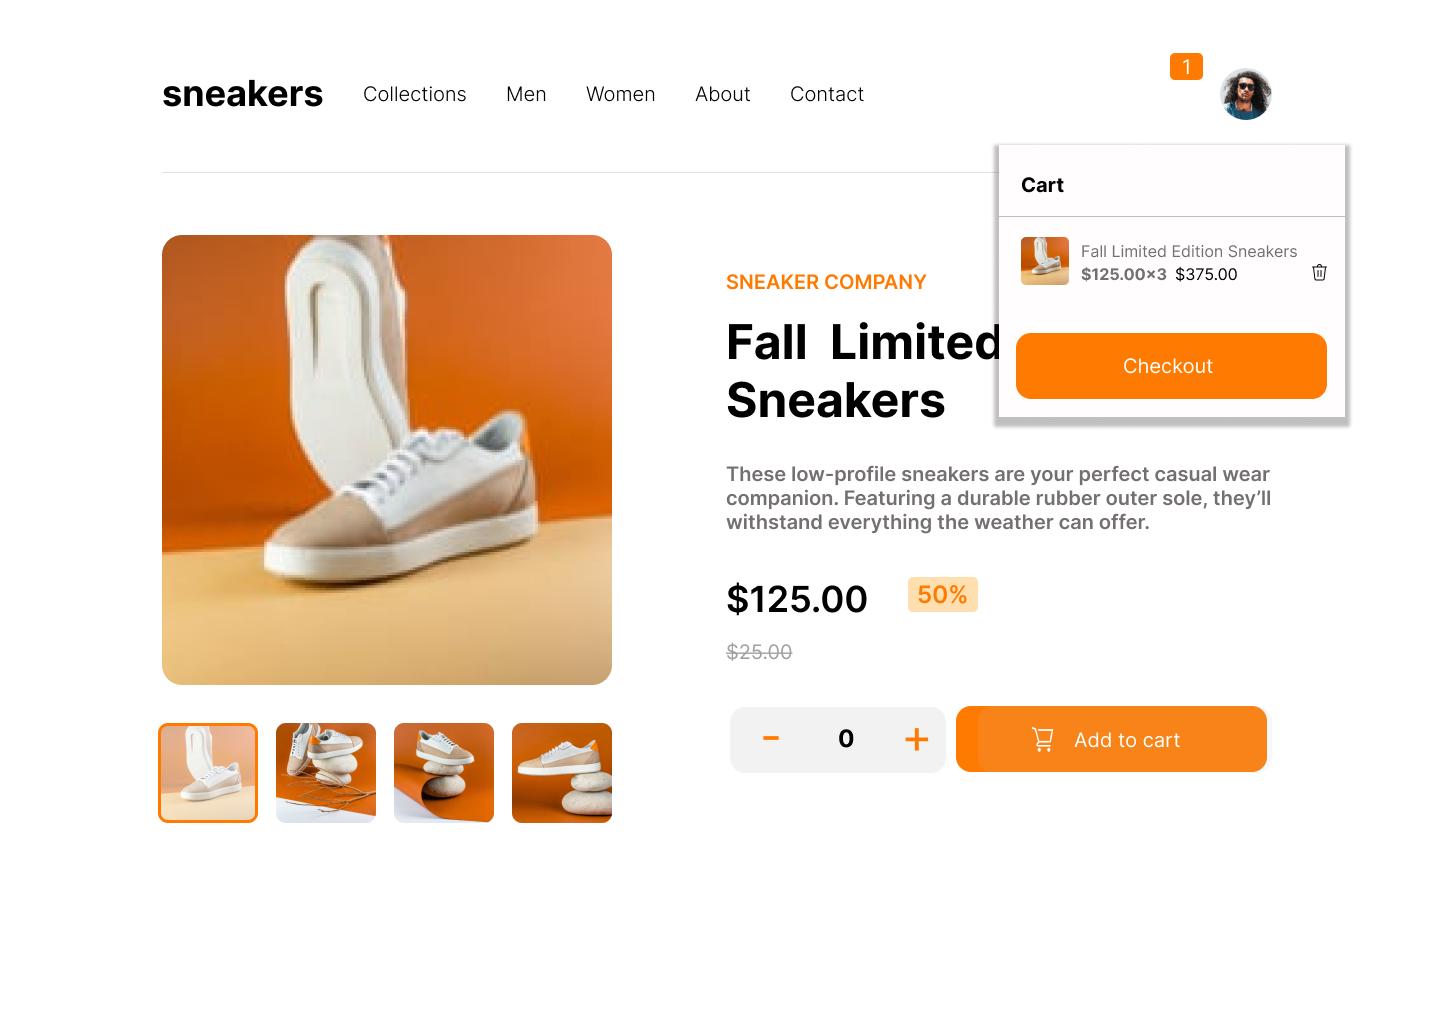 sneakers Collections Men Women About Contact 1
Cart
Fall Limited Edition Sneakers
$125.00×3 $375.00
Checkout
SNEAKER COMPANY
Fall Limited
Sneakers
These low-profile sneakers are your perfect casual wear
companion. Featuring a durable rubber outer sole, they’ll
withstand everything the weather can offer.
$125.00 50%
$25.00
- 0 + Add to cart